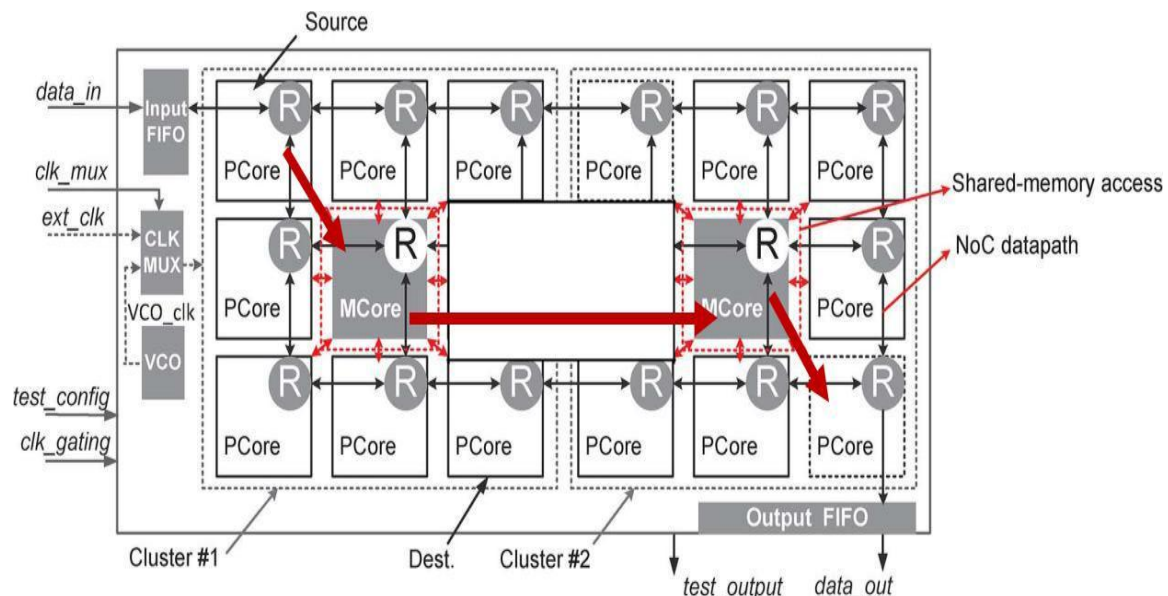 Source
data_in
Input
FIFO
R
R
R
R
R
R
PCore
PCore
PCore
PCore
PCore
PCore
clk_mux
ext_clk
CLK
MUX
VCO_clk
VCO
R
R
R
R
PCore
MCore
MCore
PCore
Shared-memory access
NoC datapath
R
R
R
R
R
R
PCore
PCore
PCore
PCore
PCore
PCore
test_config
clk_gating
Output FIFO
Cluster #1
Dest.
Cluster #2
test_output
data_out